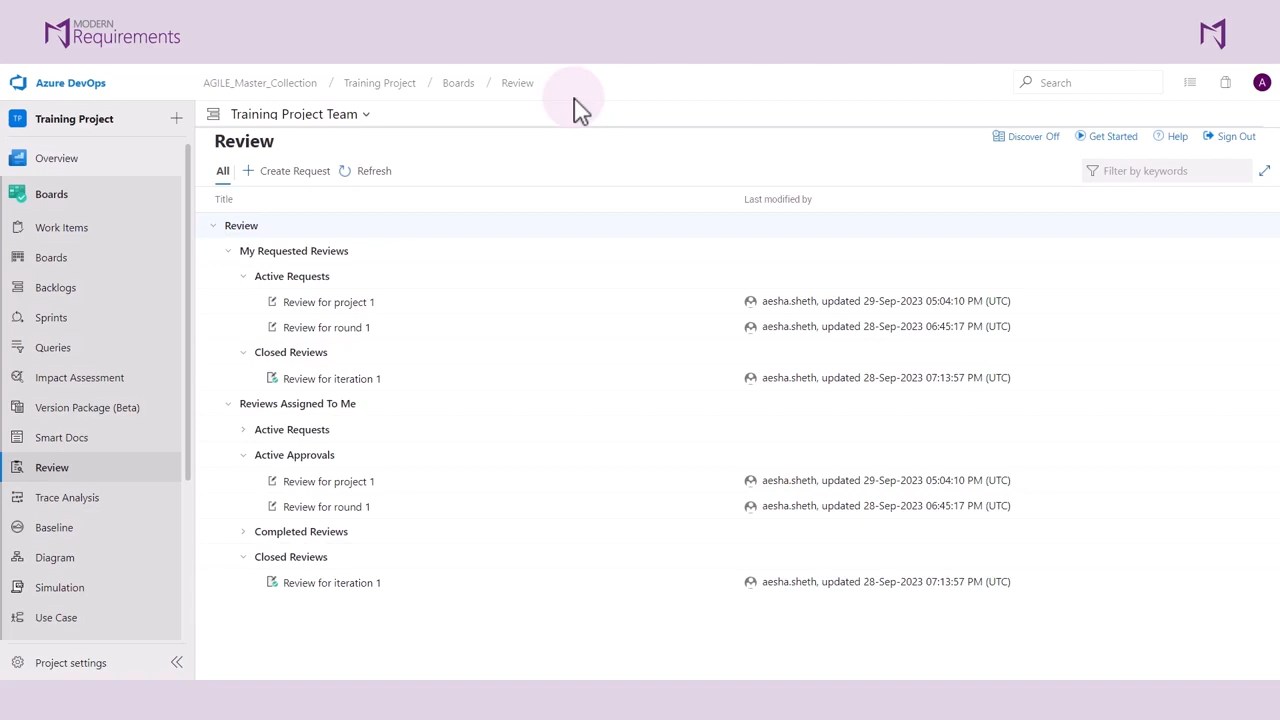 MODERN
Requirements
Azure DevOps
AGILE_Master_Collection / Training Project / Boards / Review
Search
A
TP Training Project
Training Project Team
Overview
Boards
Work Items
Boards
Backlogs
Sprints
Queries
Impact Assessment
Version Package (Beta)
Smart Docs
Review
Trace Analysis
Baseline
Diagram
Simulation
Use Case
Project settings
Review
Discover Off
Get Started
Help
Sign Out
All
Create Request
Refresh
Filter by keywords
Title
Last modified by
Review
My Requested Reviews
Active Requests
Review for project 1 aesha.sheth, updated 29-Sep-2023 05:04:10 PM (UTC)
Review for round 1 aesha.sheth, updated 28-Sep-2023 06:45:17 PM (UTC)
Closed Reviews
Review for iteration 1 aesha.sheth, updated 28-Sep-2023 07:13:57 PM (UTC)
Reviews Assigned To Me
Active Requests
Active Approvals
Review for project 1 aesha.sheth, updated 29-Sep-2023 05:04:10 PM (UTC)
Review for round 1 aesha.sheth, updated 28-Sep-2023 06:45:17 PM (UTC)
Completed Reviews
Closed Reviews
Review for iteration 1 aesha.sheth, updated 28-Sep-2023 07:13:57 PM (UTC)